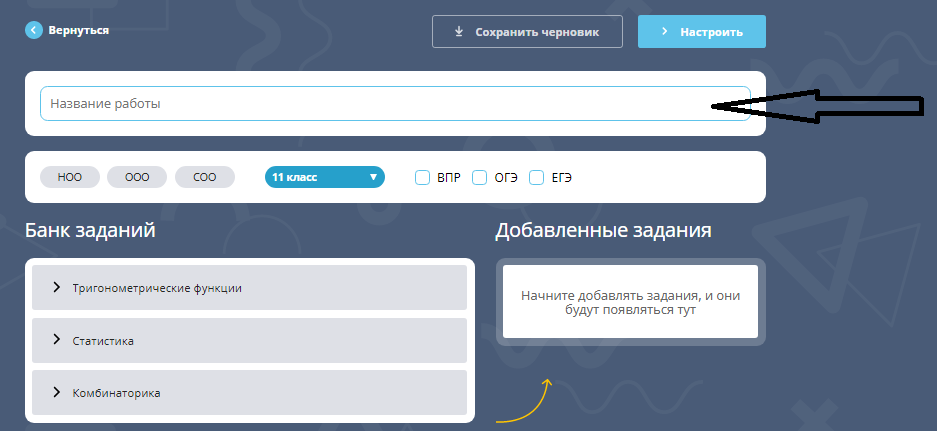 Вернуться
Сохранить черновик
Настроить
Название работы
НОО ООО СОО 11 класс ВПР ОГЭ ЕГЭ
Банк заданий
Добавленные задания
Тригонометрические функции
Статистика
Комбинаторика
Начните добавлять задания, и они
будут появляться тут